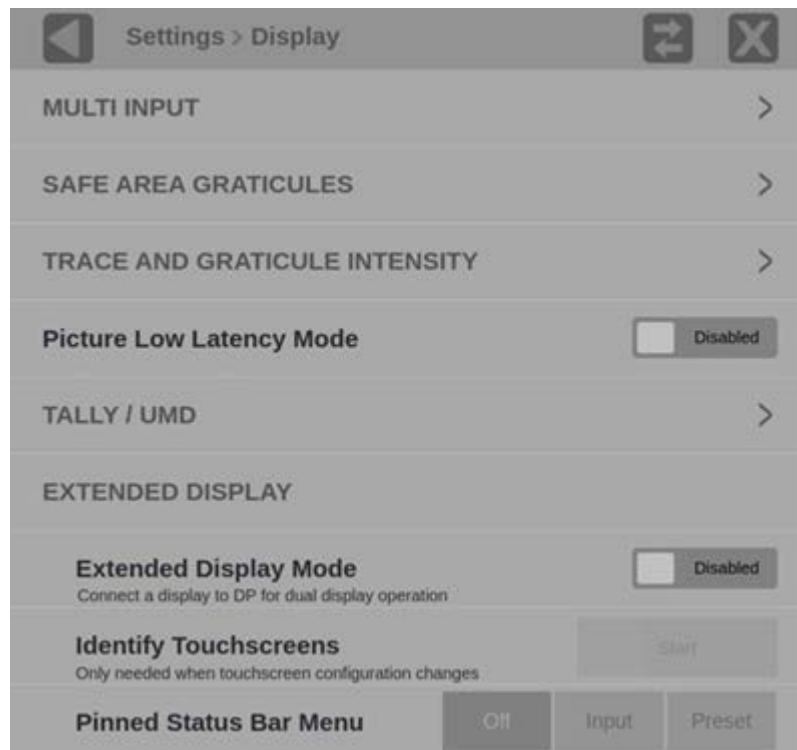 Settings > Display
MULTI INPUT
SAFE AREA GRATICULES
TRACE AND GRATICULE INTENSITY
Picture Low Latency Mode
Disabled
TALLY / UMD
EXTENDED DISPLAY
Extended Display Mode
Disabled
Connect a display to DP for dual display operation
Identify Touchscreens
Start
Only needed when touchscreen configuration changes
Pinned Status Bar Menu
Off
Input
Preset